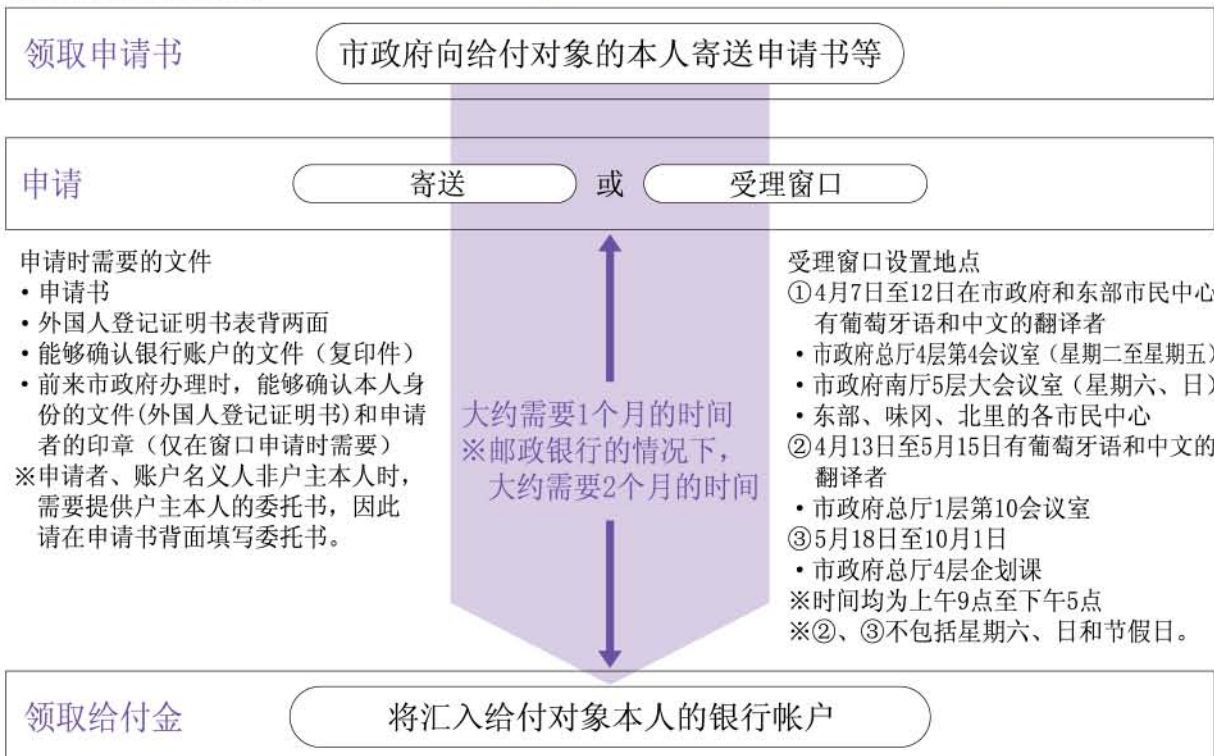 领取申请书
市政府向给付对象的本人寄送申请书等
申请
寄送 或 受理窗口
申请时需要的文件
・申请书
・外国人登记证明书表背两面
・能够确认银行账户的文件（复印件）
・前来市政府办理时，能够确认本人身
份的文件(外国人登记证明书)和申请
者的印章（仅在窗口申请时需要）
※申请者、账户名义人非户主本人时，
需要提供户主本人的委托书，因此
请在申请书背面填写委托书。
大约需要1个月的时间
※邮政银行的情况下，
大约需要2个月的时间
受理窗口设置地点
①4月7日至12日在市政府和东部市民中心
有葡萄牙语和中文的翻译者
・市政府总厅4层第4会议室（星期二至星期五）
・市政府南厅5层大会议室（星期六、日）
・东部、味冈、北里的各市民中心
②4月13日至5月15日有葡萄牙语和中文的
翻译者
・市政府总厅1层第10会议室
③5月18日至10月1日
・市政府总厅4层企划课
※时间均为上午9点至下午5点
※②、③不包括星期六、日和节假日。
领取给付金
将汇入给付对象本人的银行帐户